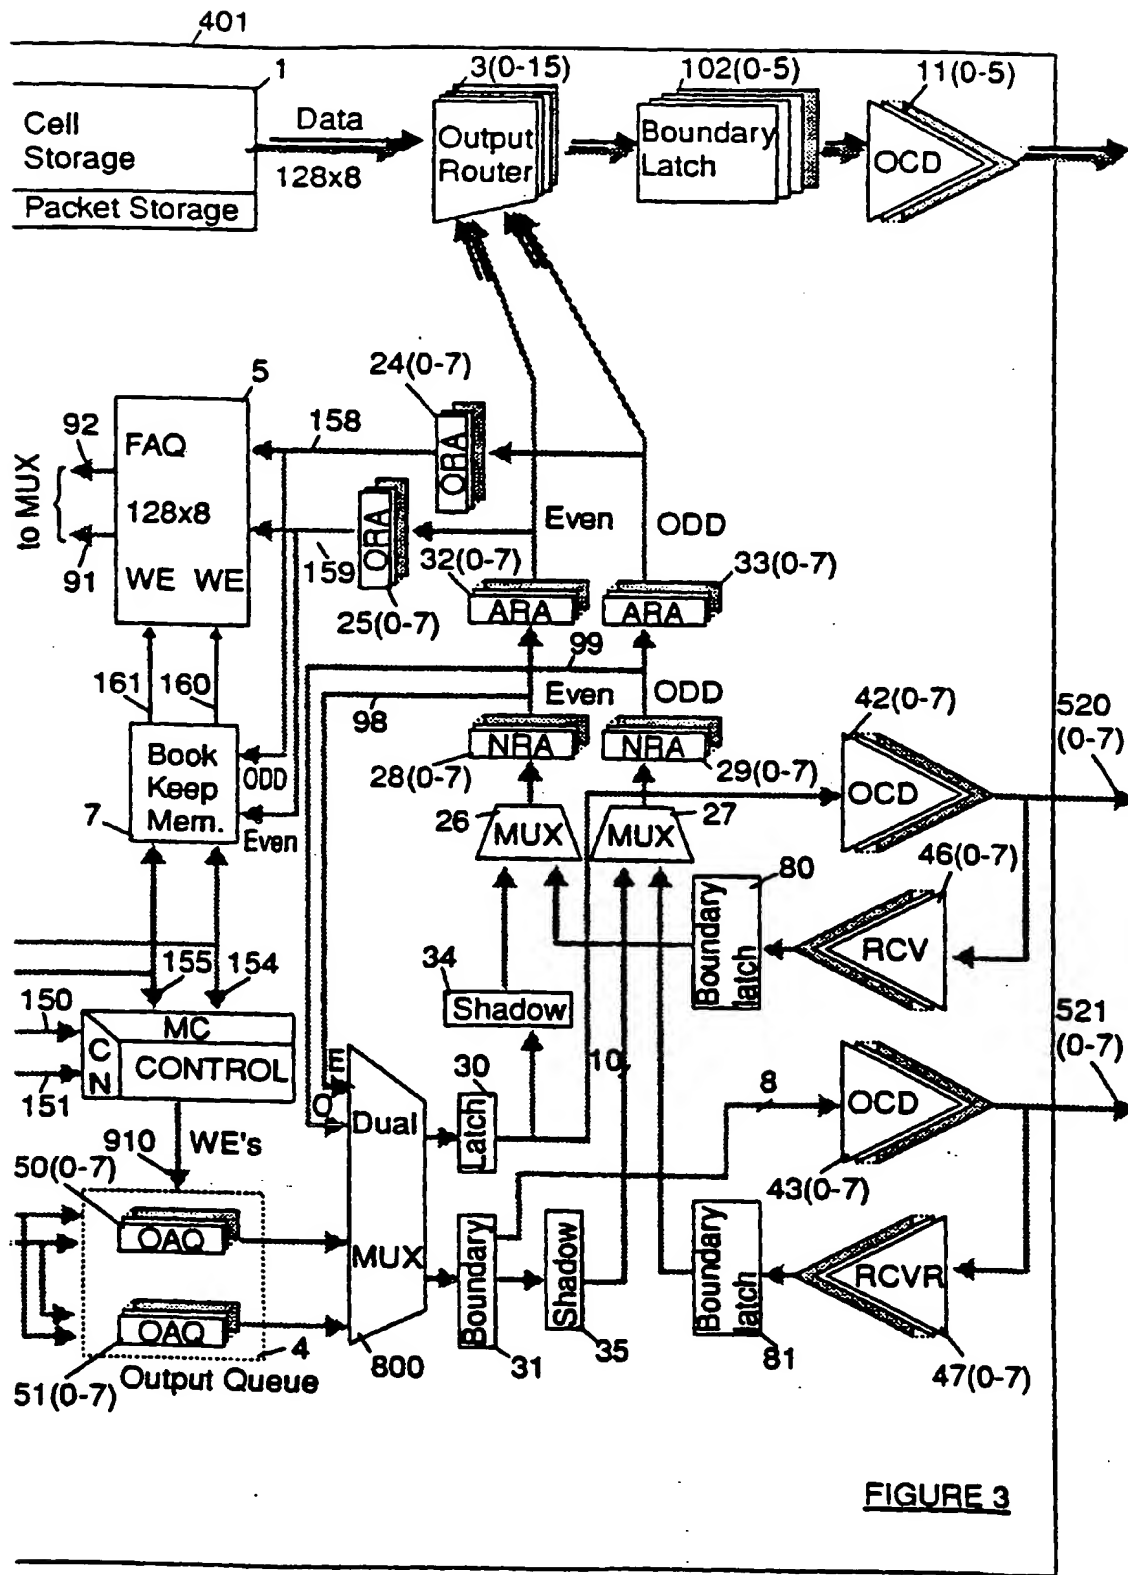 401
1
3(0-15)
102(0-5)
11(0-5)
Cell
Storage
Packet Storage
Data
128x8
Output
Router
Boundary
Latch
OCD
5
24(0-7)
92
158
FAQ
ORA
to MUX
128x8
ORA
Even
ODD
91
WE WE
159
32(0-7)
33(0-7)
25(0-7)
ARA
ARA
99
161
160
Even
ODD
98
42(0-7)
520
(0-7)
Book
Keep
Mem.
ODD
NRA
NRA
28(0-7)
29(0-7)
OCD
7
Even
26
MUX
MUX
27
80
46(0-7)
Boundary
latch
RCV
155
154
34
Shadow
150
MC
C
N
CONTROL
151
521
(0-7)
E
O
Dual
MUX
30
Latch
10
8
OCD
910
WE's
50(0-7)
OAQ
43(0-7)
Boundary
Shadow
Boundary
latch
RCVR
OAQ
4
800
31
35
81
47(0-7)
51(0-7)
Output Queue
FIGURE 3